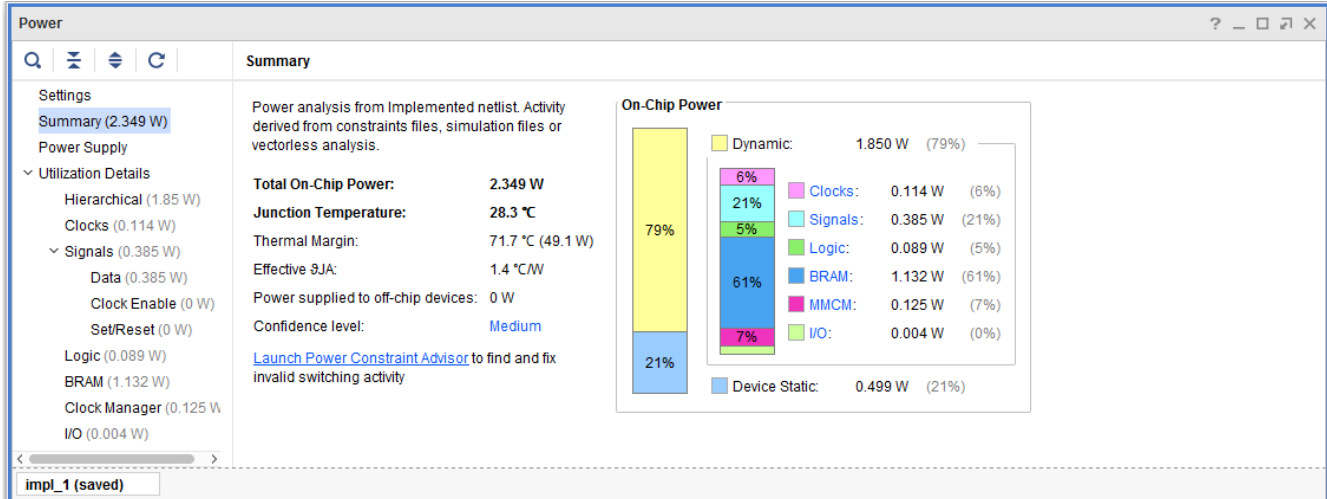 Power
Summary
Settings
Summary (2.349 W)
Power Supply
Utilization Details
Hierarchical (1.85 W)
Clocks (0.114 W)
Signals (0.385 W)
Data (0.385 W)
Clock Enable (0 W)
Set/Reset (0 W)
Logic (0.089 W)
BRAM (1.132 W)
Clock Manager (0.125 W
I/O (0.004 W)
Power analysis from Implemented netlist. Activity
derived from constraints files, simulation files or
vectorless analysis.
Total On-Chip Power: 2.349 W
Junction Temperature: 28.3 °C
Thermal Margin: 71.7 °C (49.1 W)
Effective ϑJA: 1.4 °C/W
Power supplied to off-chip devices: 0 W
Confidence level: Medium
Launch Power Constraint Advisor to find and fix
invalid switching activity
On-Chip Power
79%
21%
Dynamic: 1.850 W (79%)
6%
21%
5%
61%
7%
Clocks: 0.114 W (6%)
Signals: 0.385 W (21%)
Logic: 0.089 W (5%)
BRAM: 1.132 W (61%)
MMCM: 0.125 W (7%)
I/O: 0.004 W (0%)
Device Static: 0.499 W (21%)
impl_1 (saved)